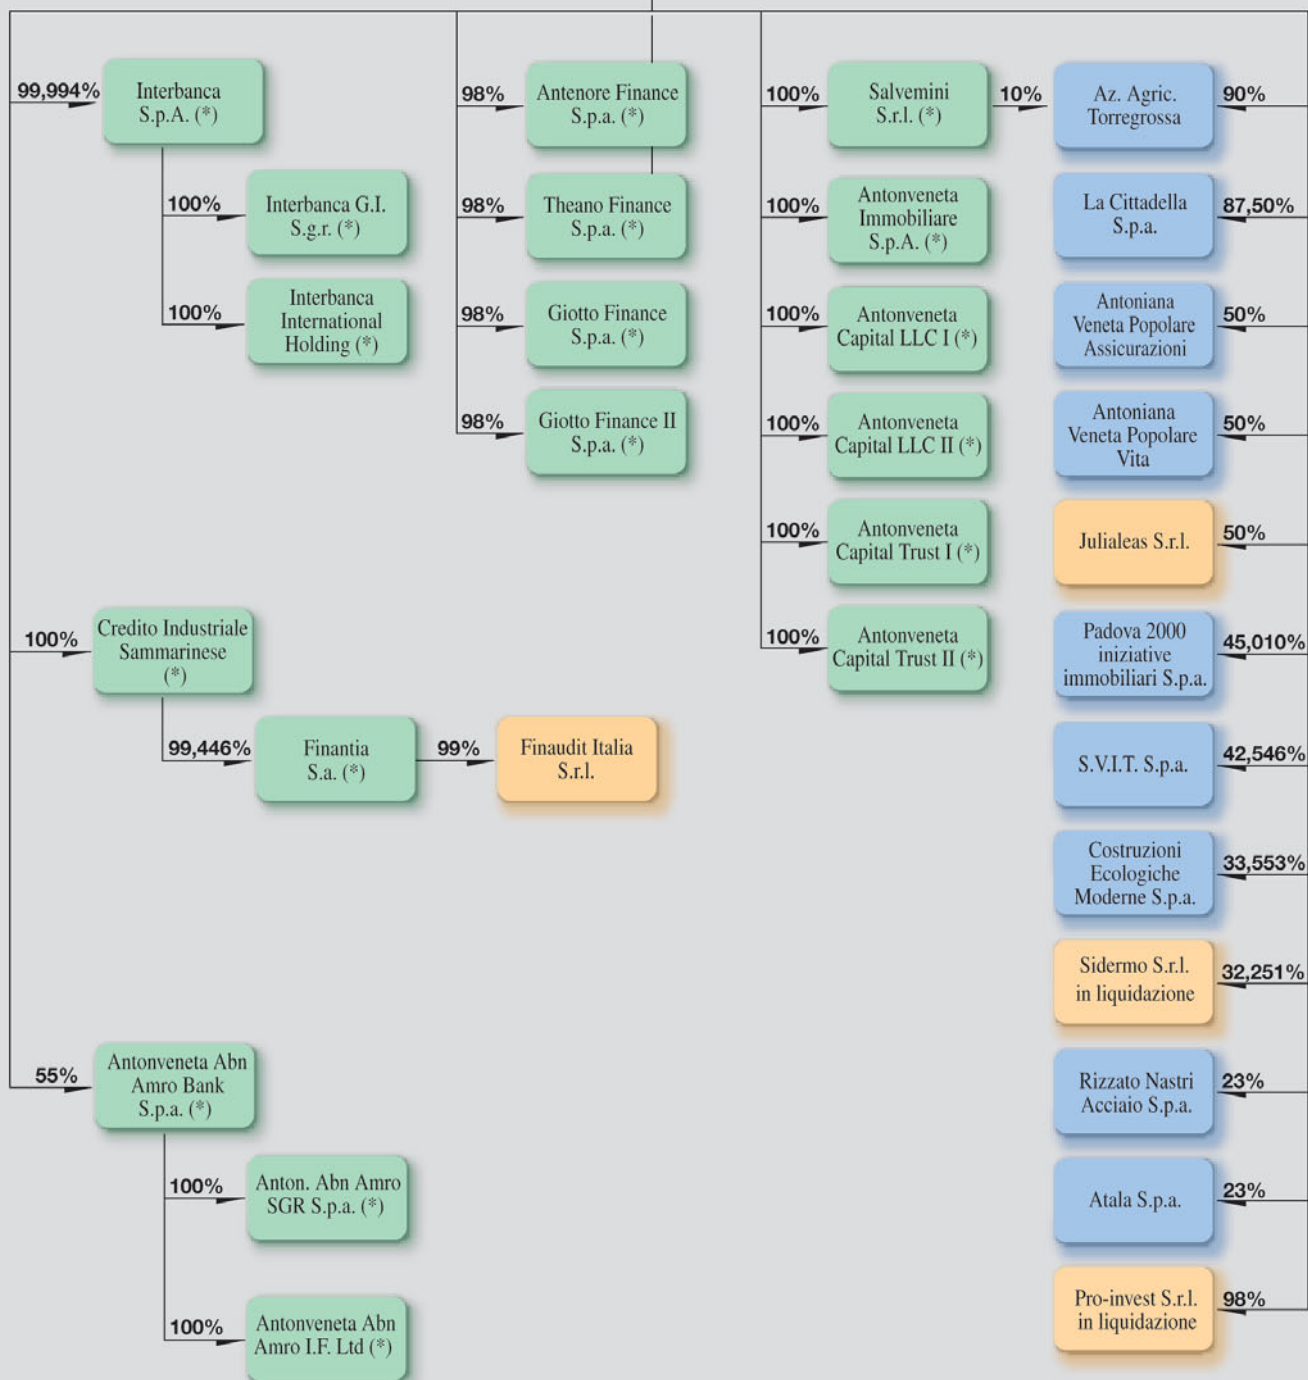 99,994%
Interbanca
S.p.A. (*)
100%
Interbanca G.I.
S.g.r. (*)
100%
Interbanca
International
Holding (*)
100%
Credito Industriale
Sammarinese
(*)
99,446%
Finantia
S.a. (*)
99%
Finaudit Italia
S.r.l.
55%
Antonveneta Abn
Amro Bank
S.p.a. (*)
100%
Anton. Abn Amro
SGR S.p.a. (*)
100%
Antonveneta Abn
Amro I.F. Ltd (*)
98%
Antenore Finance
S.p.a. (*)
98%
Theano Finance
S.p.a. (*)
98%
Giotto Finance
S.p.a. (*)
98%
Giotto Finance II
S.p.a. (*)
100%
Salvemini
S.r.l. (*)
10%
100%
Antonveneta
Immobiliare
S.p.A. (*)
100%
Antonveneta
Capital LLC I (*)
100%
Antonveneta
Capital LLC II (*)
100%
Antonveneta
Capital Trust I (*)
100%
Antonveneta
Capital Trust II (*)
Az. Agric.
Torregrossa
90%
La Cittadella
S.p.a.
87,50%
Antoniana
Veneta Popolare
Assicurazioni
50%
Antoniana
Veneta Popolare
Vita
50%
Julialeas S.r.l.
50%
Padova 2000
iniziative
immobiliari S.p.a.
45,010%
S.V.I.T. S.p.a.
42,546%
Costruzioni
Ecologiche
Moderne S.p.a.
33,553%
Sidermo S.r.l.
in liquidazione
32,251%
Rizzato Nastri
Acciaio S.p.a.
23%
Atala S.p.a.
23%
Pro-invest S.r.l.
in liquidazione
98%